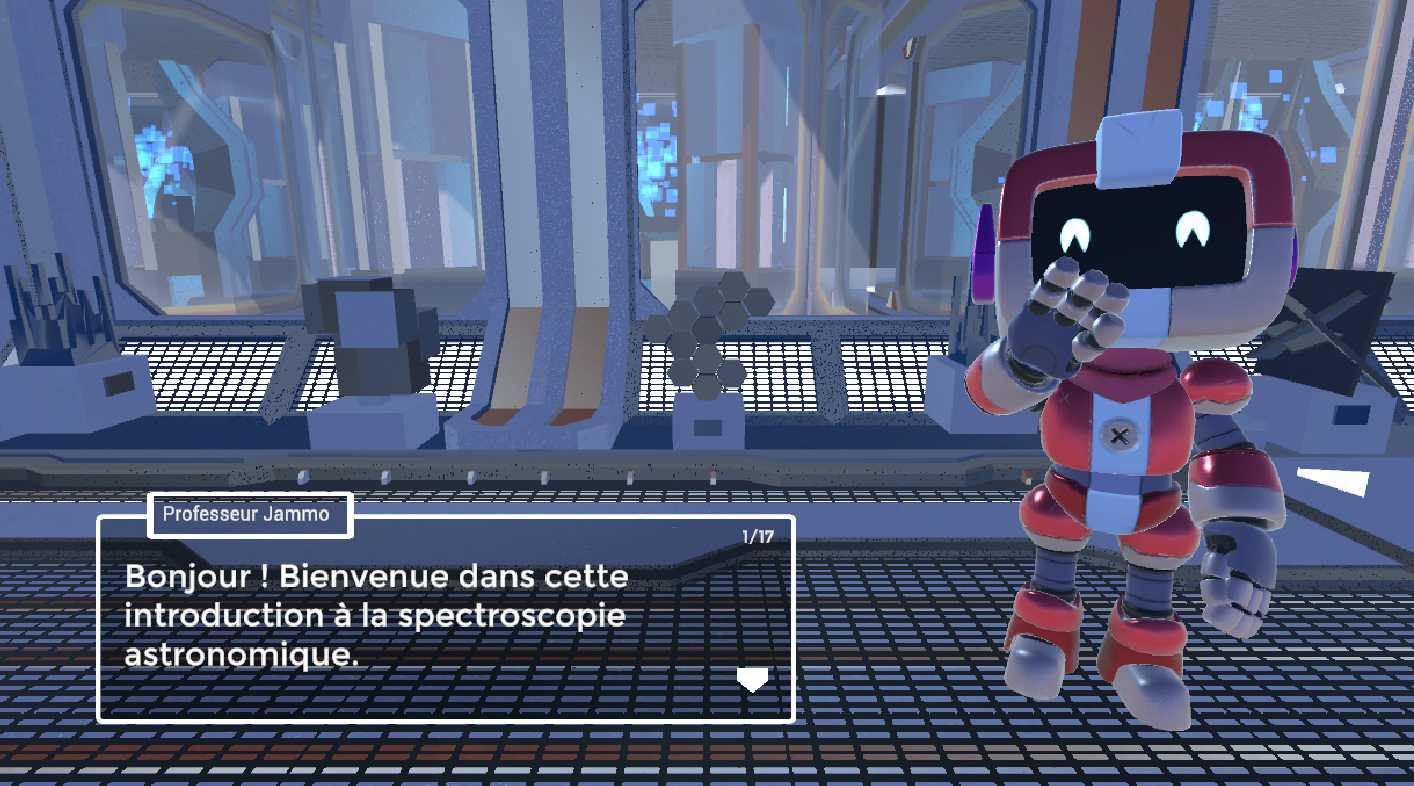 Professeur Jammo
1/17
Bonjour ! Bienvenue dans cette
introduction à la spectroscopie
astronomique.